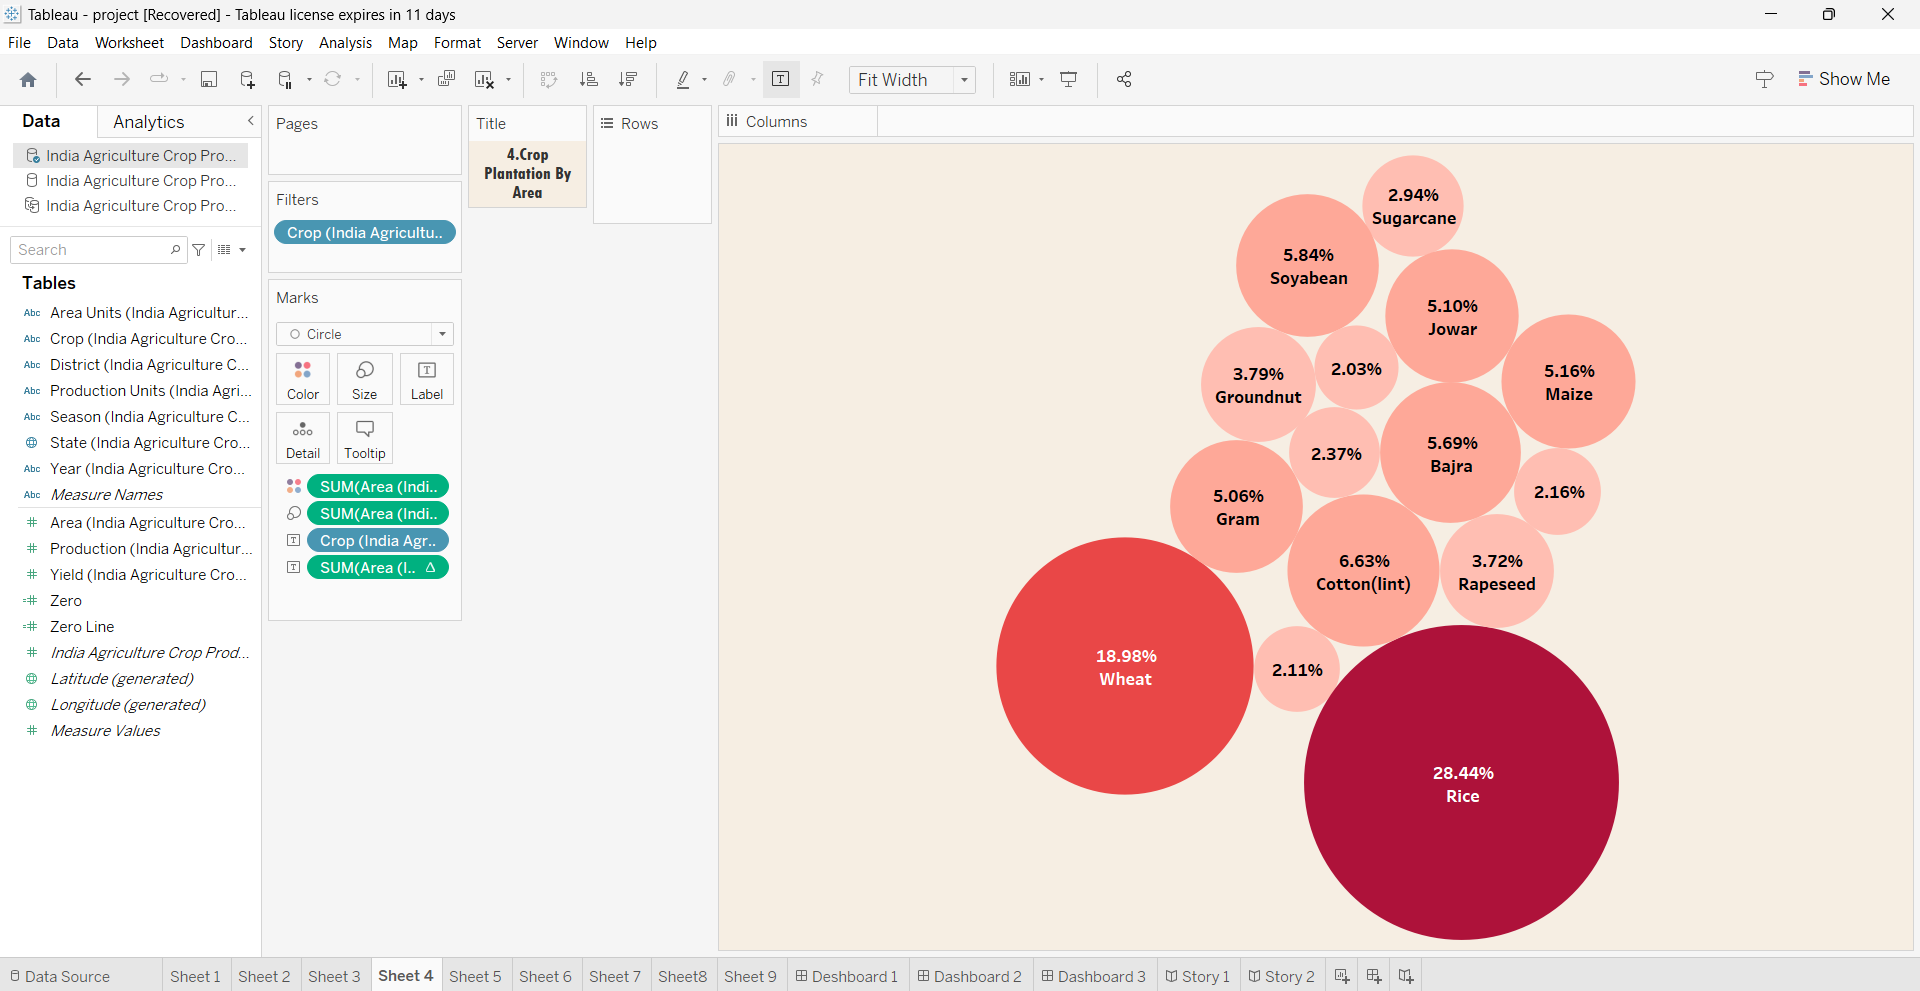 Tableau - project [Recovered] - Tableau license expires in 11 days
File Data Worksheet Dashboard Story Analysis Map Format Server Window Help
Fit Width
Show Me
Data Analytics
India Agriculture Crop Pro...
India Agriculture Crop Pro...
India Agriculture Crop Pro...
Search
Tables
Abc Area Units (India Agricultur...
Abc Crop (India Agriculture Cro...
Abc District (India Agriculture C...
Abc Production Units (India Agri...
Abc Season (India Agriculture C...
State (India Agriculture Cro...
Abc Year (India Agriculture Cro...
Abc Measure Names
# Area (India Agriculture Cro...
# Production (India Agricultur...
# Yield (India Agriculture Cro...
=# Zero
=# Zero Line
# India Agriculture Crop Prod...
Latitude (generated)
Longitude (generated)
# Measure Values
Pages
Filters
Crop (India Agricultu..
Marks
Circle
Color Size Label
Detail Tooltip
SUM(Area (Indi..
SUM(Area (Indi..
Crop (India Agr..
SUM(Area (I.. Δ
Title
4.Crop
Plantation By
Area
Rows
Columns
2.94%
Sugarcane
5.84%
Soyabean
5.10%
Jowar
3.79%
Groundnut
2.03%
5.16%
Maize
2.37%
5.69%
Bajra
5.06%
Gram
2.16%
6.63%
Cotton(lint)
3.72%
Rapeseed
18.98%
Wheat
2.11%
28.44%
Rice
Data Source Sheet 1 Sheet 2 Sheet 3 Sheet 4 Sheet 5 Sheet 6 Sheet 7 Sheet8 Sheet 9 Deshboard 1 Dashboard 2 Dashboard 3 Story 1 Story 2